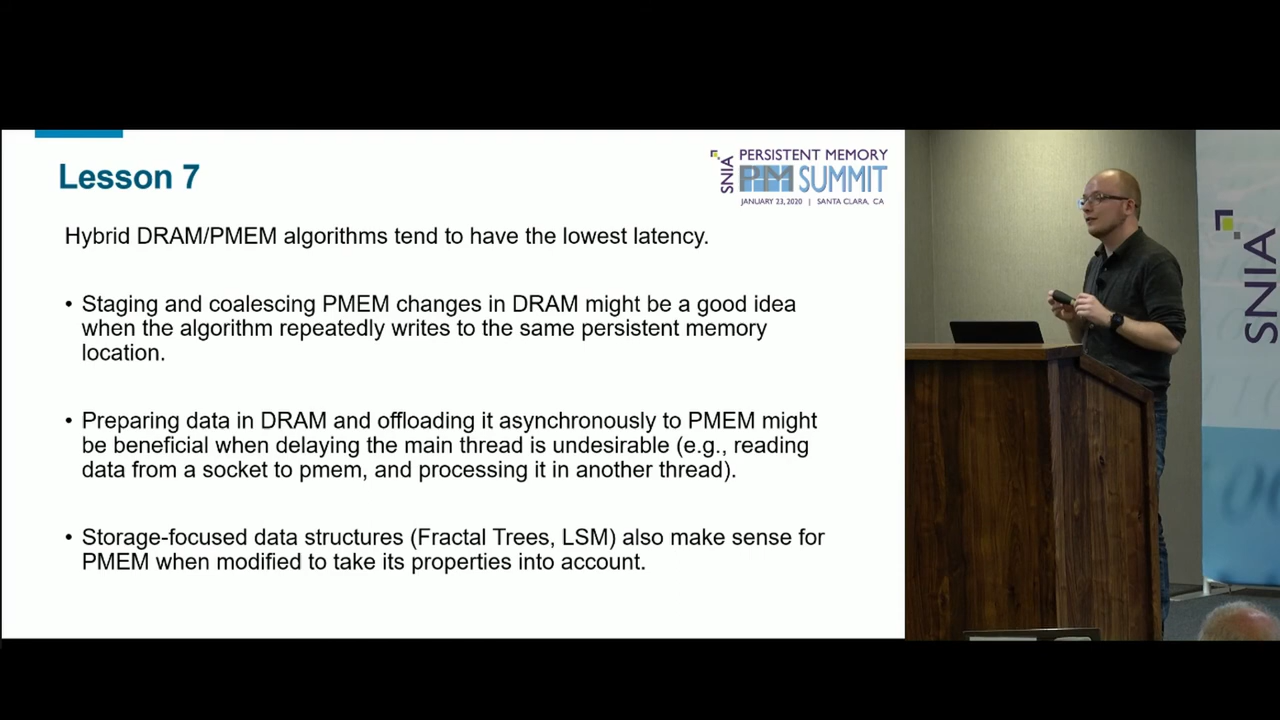 Lesson 7
SNIA
PERSISTENT MEMORY
PM SUMMIT
JANUARY 23, 2020 | SANTA CLARA, CA
Hybrid DRAM/PMEM algorithms tend to have the lowest latency.
• Staging and coalescing PMEM changes in DRAM might be a good idea
when the algorithm repeatedly writes to the same persistent memory
location.
• Preparing data in DRAM and offloading it asynchronously to PMEM might
be beneficial when delaying the main thread is undesirable (e.g., reading
data from a socket to pmem, and processing it in another thread).
• Storage-focused data structures (Fractal Trees, LSM) also make sense for
PMEM when modified to take its properties into account.
SNIA